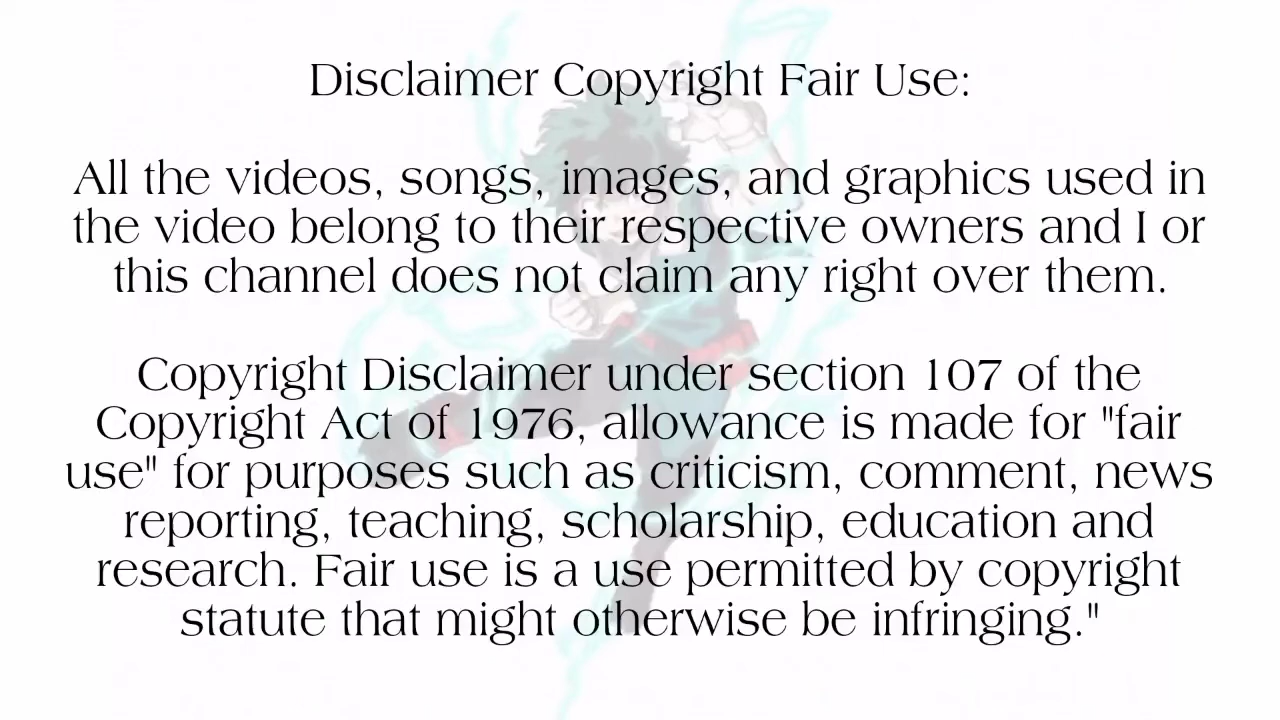 Disclaimer Copyright Fair Use:
All the videos, songs, images, and graphics used in
the video belong to their respective owners and I or
this channel does not claim any right over them.
Copyright Disclaimer under section 107 of the
Copyright Act of 1976, allowance is made for "fair
use" for purposes such as criticism, comment, news
reporting, teaching, scholarship, education and
research. Fair use is a use permitted by copyright
statute that might otherwise be infringing."